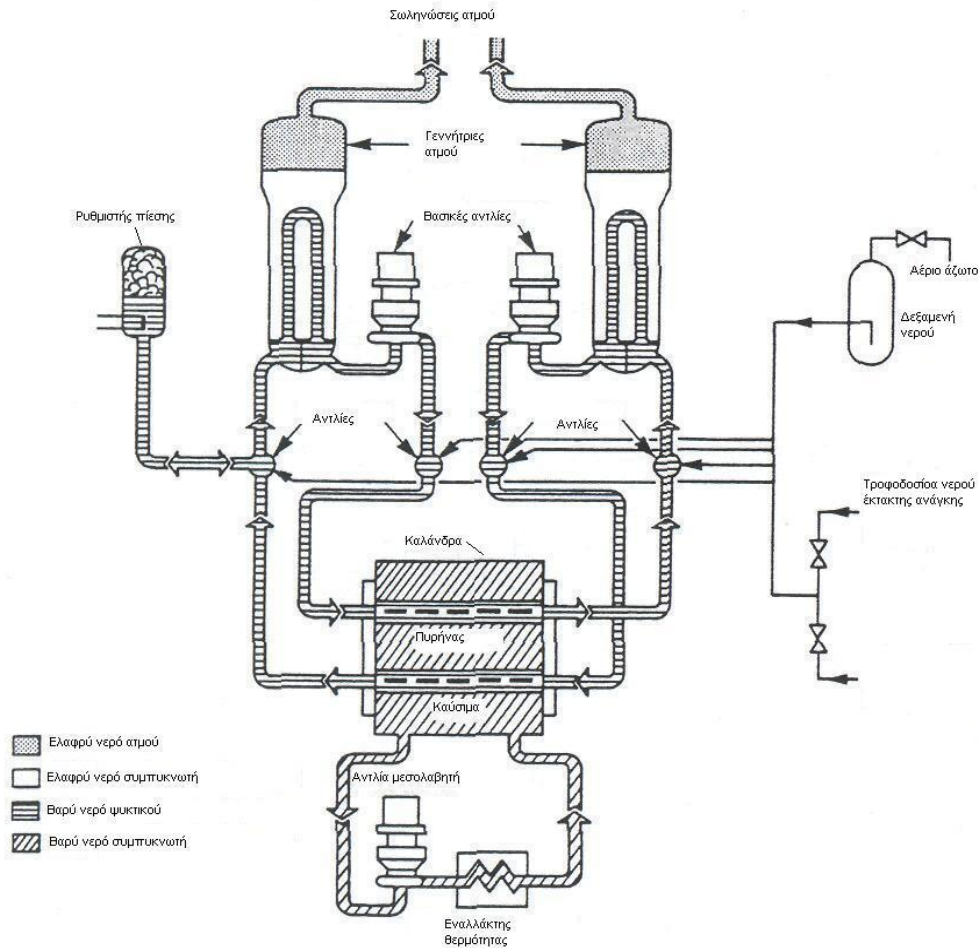 Σωληνώσεις ατμού
Γεννήτριες
ατμού
Ρυθμιστής πίεσης
Βασικές αντλίες
Αέριο άζωτο
Δεξαμενή
νερού
Αντλίες
Αντλίες
Τροφοδοσίοα νερού
έκτακτης ανάγκης
Καλάνδρα
Πυρήνας
Καύσιμα
Ελαφρύ νερό ατμού
Ελαφρύ νερό συμπυκνωτή
Βαρύ νερό ψυκτικού
Βαρύ νερό συμπυκνωτή
Αντλία μεσολαβητή
Εναλλάκτης
θερμότητας